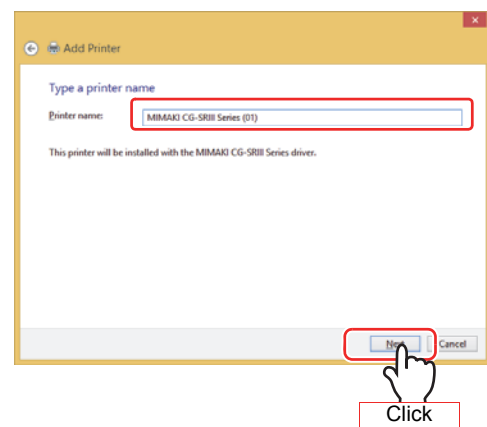 Add Printer
Type a printer name
Printer name:
MIMAKI CG-SRIII Series (01)
This printer will be installed with the MIMAKI CG-SRIII Series driver.
Next
Cancel
Click